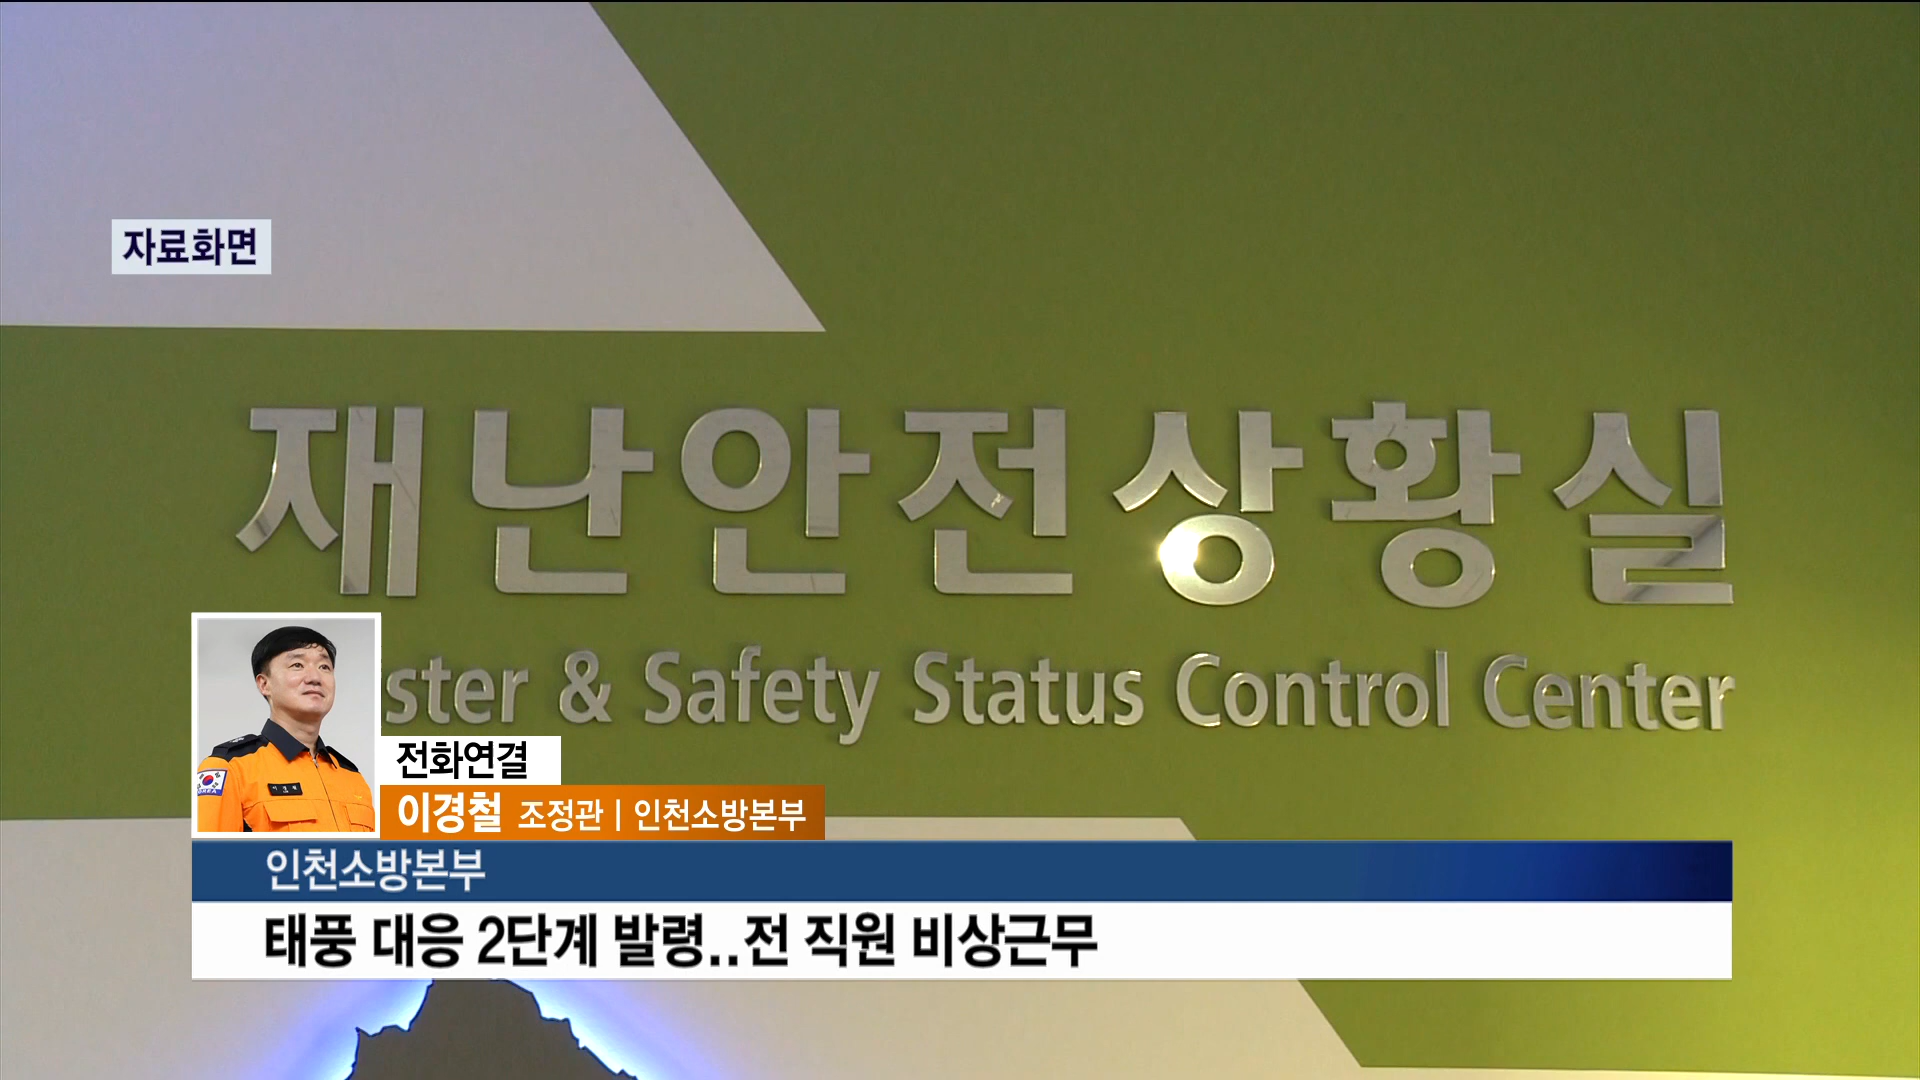 자료화면
재난안전상황실
ster & Safety Status Control Center
전화연결
이경철 조정관 | 인천소방본부
인천소방본부
태풍 대응 2단계 발령..전 직원 비상근무